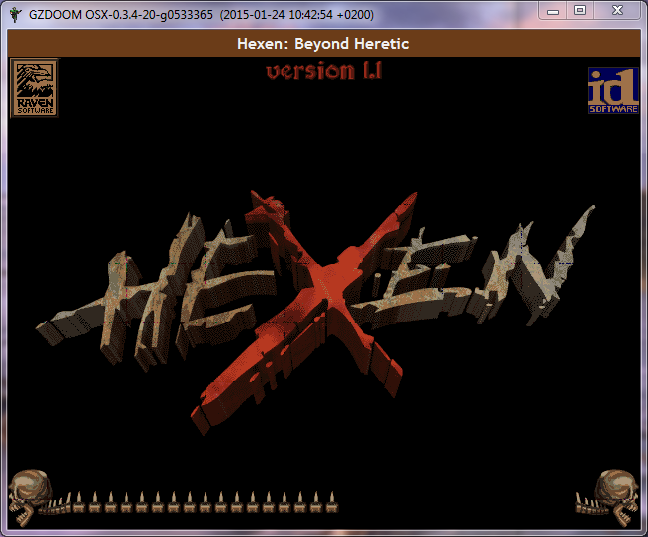 GZDOOM OSX-0.3.4-20-g0533365 (2015-01-24 10:42:54 +0200)
Hexen: Beyond Heretic
version 1.1
RAVEN
SOFTWARE
id
SOFTWARE
HEXEN